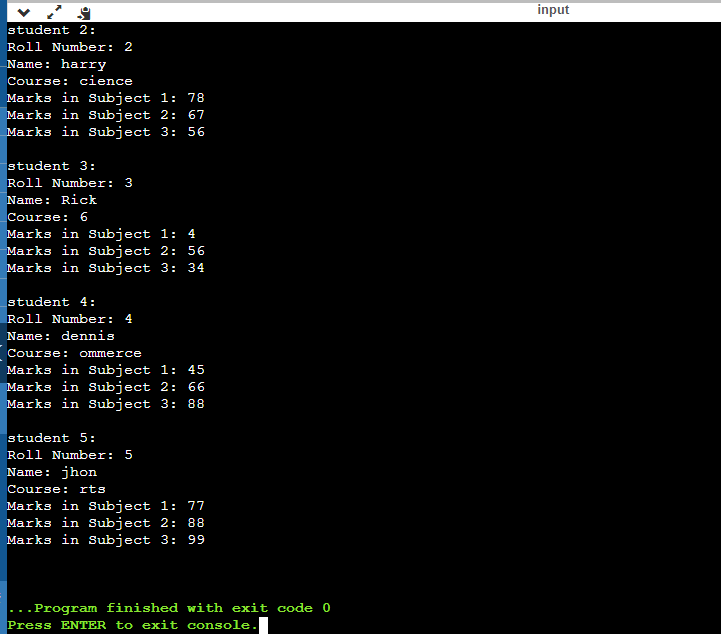 input
student 2:
Roll Number: 2
Name: harry
Course: cience
Marks in Subject 1: 78
Marks in Subject 2: 67
Marks in Subject 3: 56
student 3:
Roll Number: 3
Name: Rick
Course: 6
Marks in Subject 1: 4
Marks in Subject 2: 56
Marks in Subject 3: 34
student 4:
Roll Number: 4
Name: dennis
Course: ommerce
Marks in Subject 1: 45
Marks in Subject 2: 66
Marks in Subject 3: 88
student 5:
Roll Number: 5
Name: jhon
Course: rts
Marks in Subject 1: 77
Marks in Subject 2: 88
Marks in Subject 3: 99
...Program finished with exit code 0
Press ENTER to exit console.